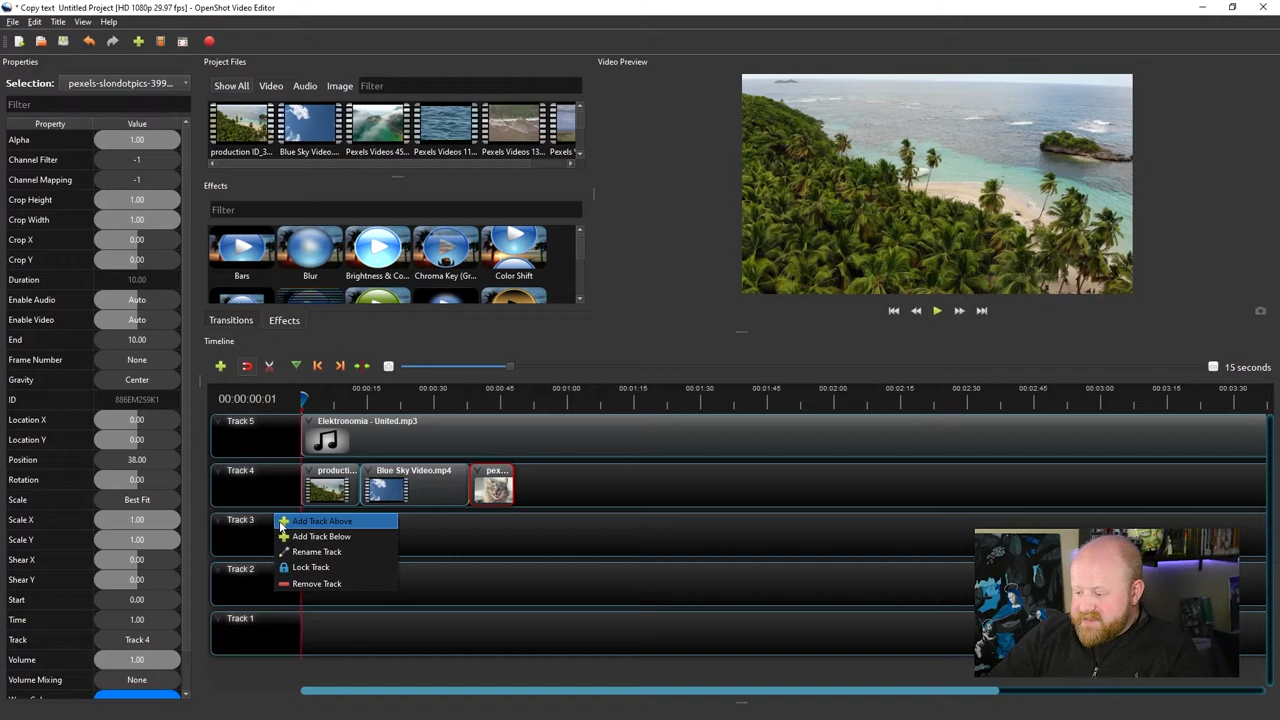 * Copy text  Untitled Project [HD 1080p 29.97 fps] - OpenShot Video Editor
File Edit Title View Help
Properties
Project Files
Video Preview
Selection: pexels-slondotpics-399...
Show All Video Audio Image Filter
Filter
Property Value
Alpha 1.00
Channel Filter -1
Channel Mapping -1
Crop Height 1.00
Crop Width 1.00
Crop X 0.00
Crop Y 0.00
Duration 10.00
Enable Audio Auto
Enable Video Auto
End 10.00
Frame Number None
Gravity Center
ID 886EM2S9K1
Location X 0.00
Location Y 0.00
Position 38.00
Rotation 0.00
Scale Best Fit
Scale X 1.00
Scale Y 1.00
Shear X 0.00
Shear Y 0.00
Start 0.00
Time 1.00
Track Track 4
Volume 1.00
Volume Mixing None
production ID_3... Blue Sky Video.... Pexels Videos 45... Pexels Videos 11... Pexels Videos 13... Pexels V
Effects
Filter
Bars Blur Brightness & Co... Chroma Key (Gr... Color Shift
Transitions Effects
Timeline
15 seconds
00:00:00:01
00:00:15 00:00:30 00:00:45 00:01:00 00:01:15 00:01:30 00:01:45 00:02:00 00:02:15 00:02:30 00:02:45 00:03:00 00:03:15 00:03:30
Track 5 Elektronomia - United.mp3
Track 4 producti... Blue Sky Video.mp4 pex...
Track 3
Add Track Above
Add Track Below
Rename Track
Lock Track
Remove Track
Track 2
Track 1